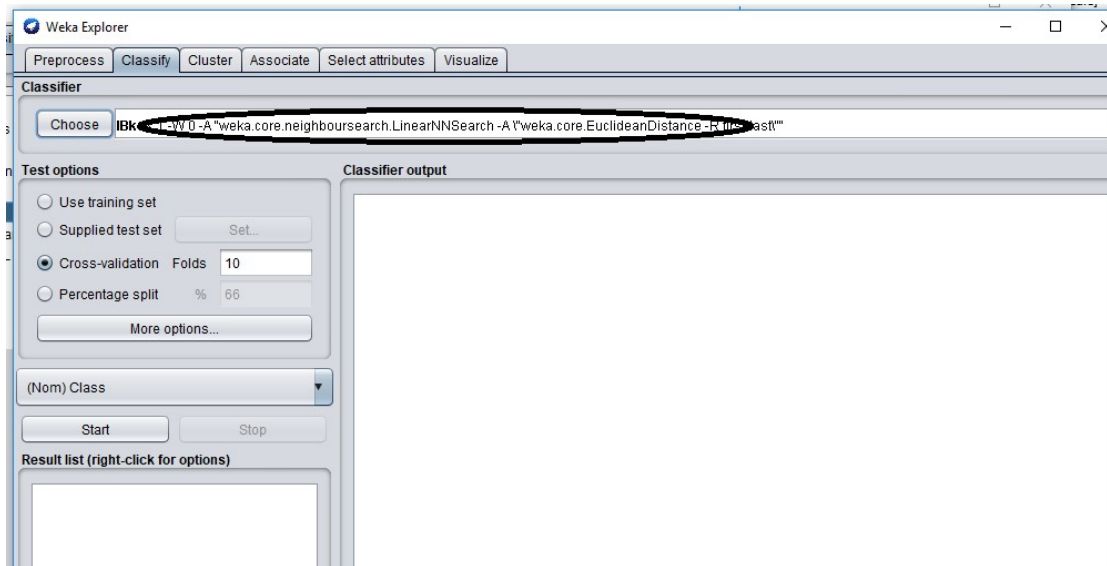 Weka Explorer
Preprocess Classify Cluster Associate Select attributes Visualize
Classifier
Choose IBk -W 0 -A "weka.core.neighboursearch.LinearNNSearch -A \"weka.core.EuclideanDistance -R
Test options
Classifier output
Use training set
Supplied test set Set...
Cross-validation Folds 10
Percentage split % 66
More options...
(Nom) Class
Start Stop
Result list (right-click for options)